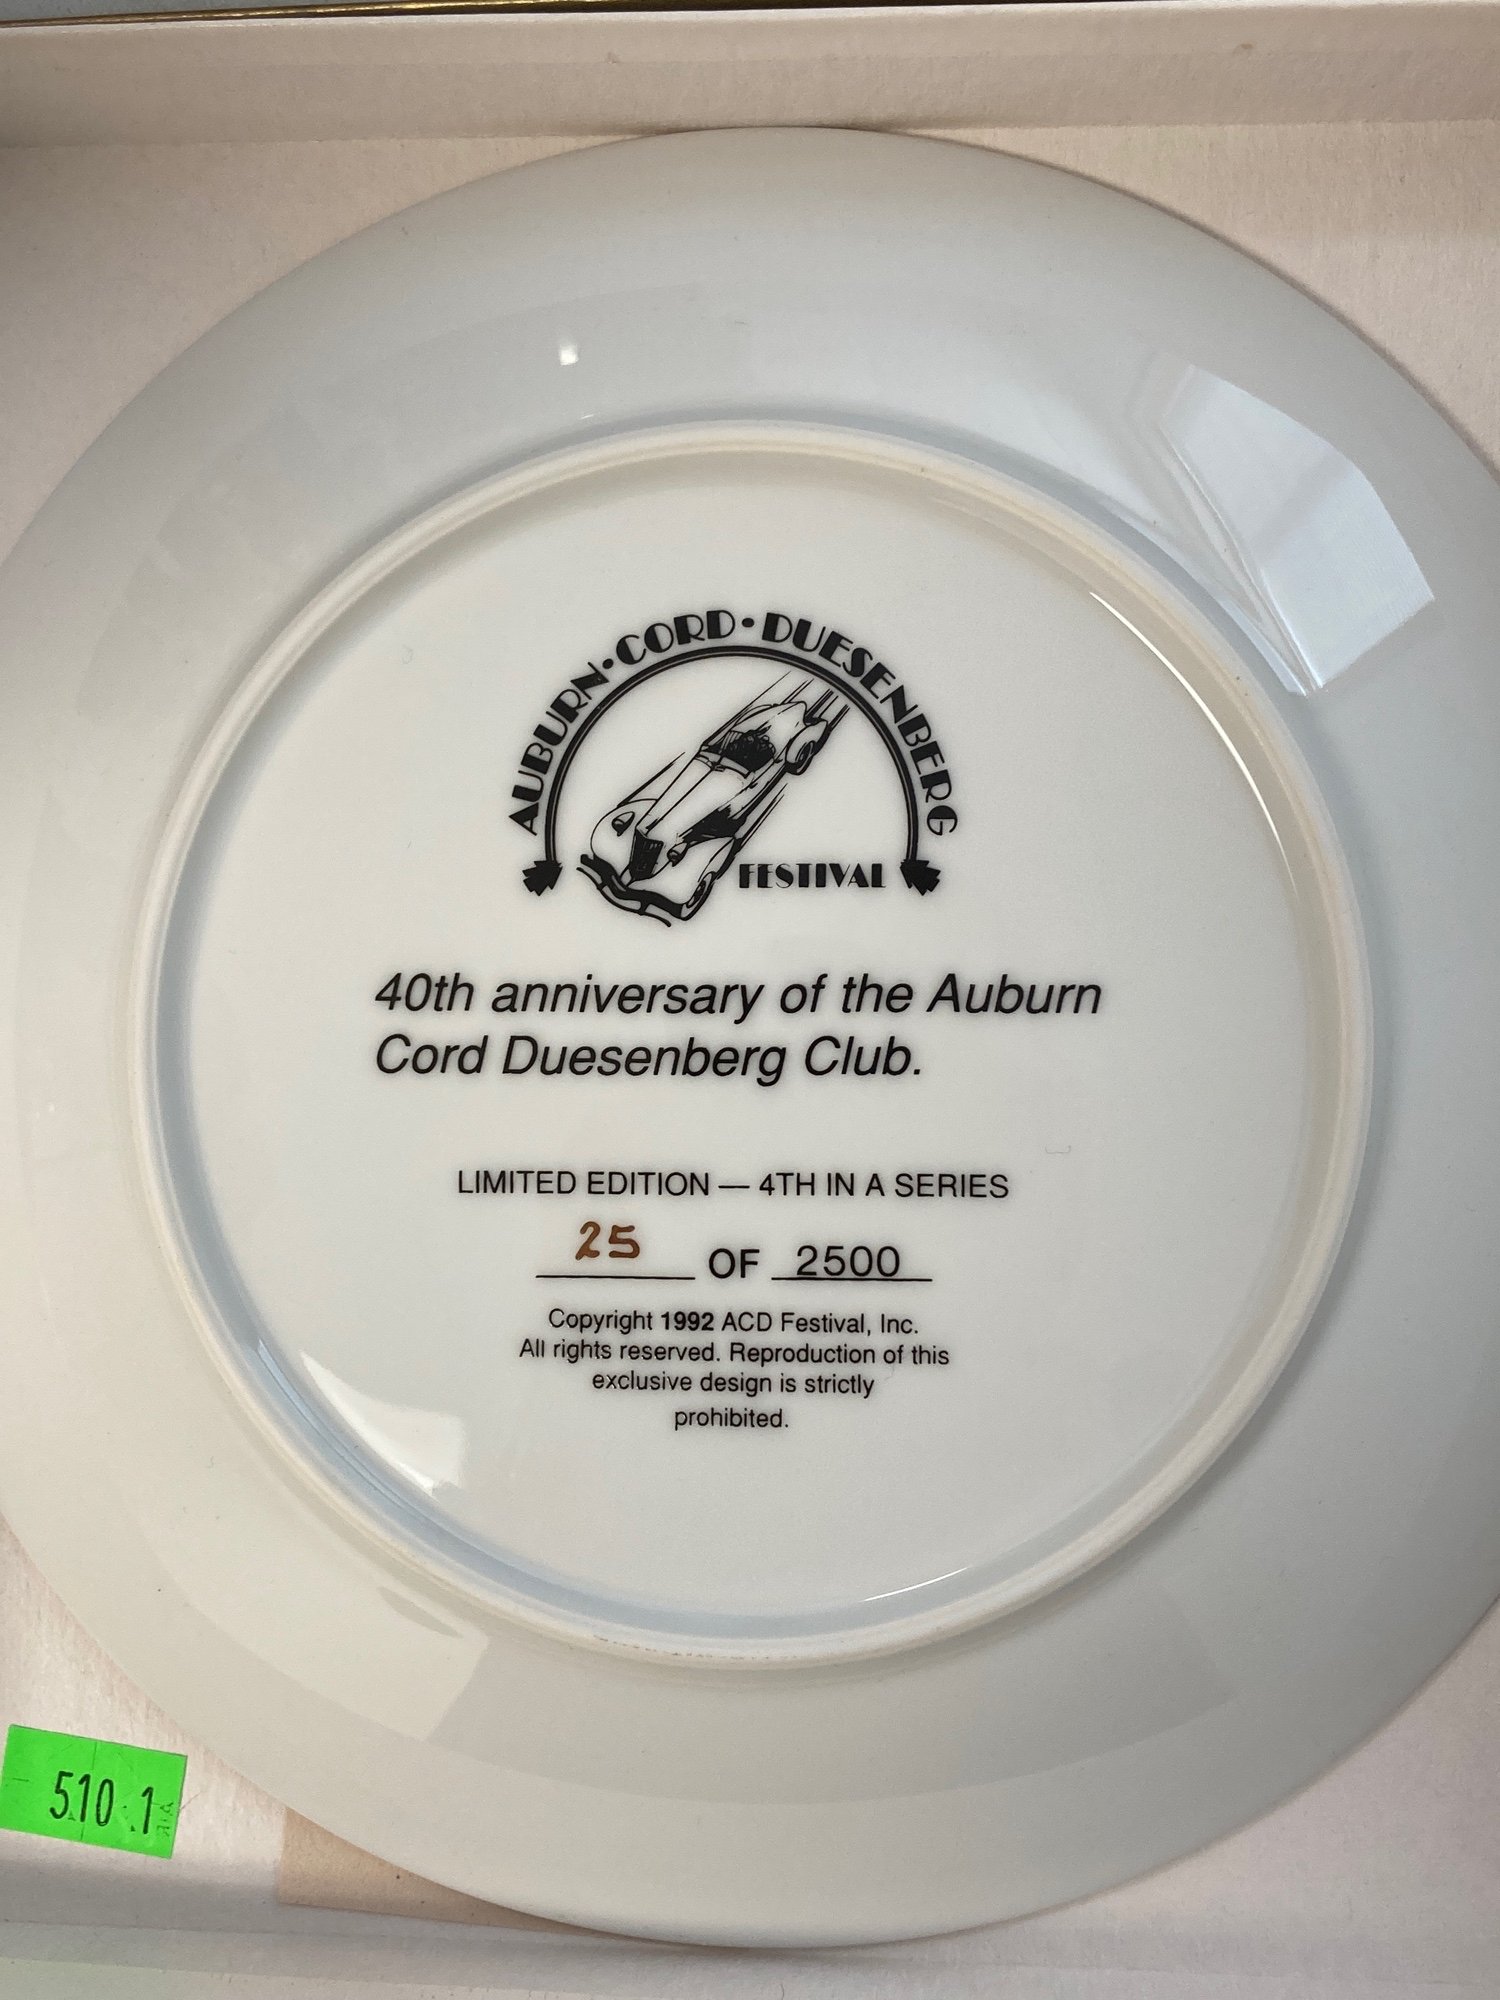 AUBURN • CORD • DUESENBERG
FESTIVAL
40th anniversary of the Auburn
Cord Duesenberg Club.
LIMITED EDITION — 4TH IN A SERIES
25 OF 2500
Copyright 1992 ACD Festival, Inc.
All rights reserved. Reproduction of this
exclusive design is strictly
prohibited.
510.1